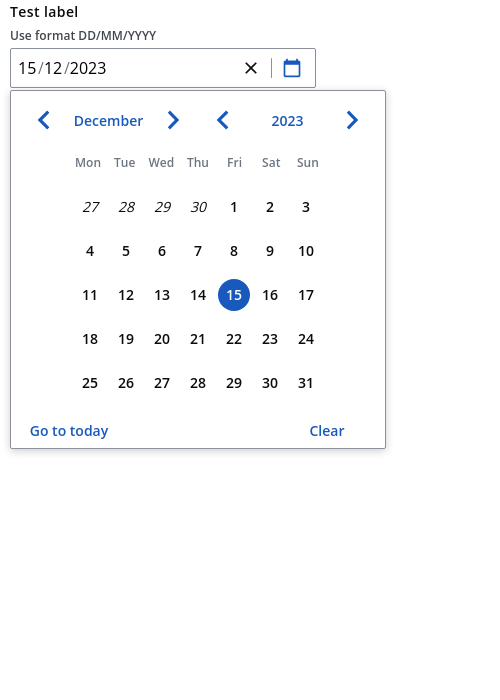 Test label
Use format DD/MM/YYYY
15/12/2023
December 2023
Mon Tue Wed Thu Fri Sat Sun
27 28 29 30 1 2 3
4 5 6 7 8 9 10
11 12 13 14 15 16 17
18 19 20 21 22 23 24
25 26 27 28 29 30 31
Go to today Clear